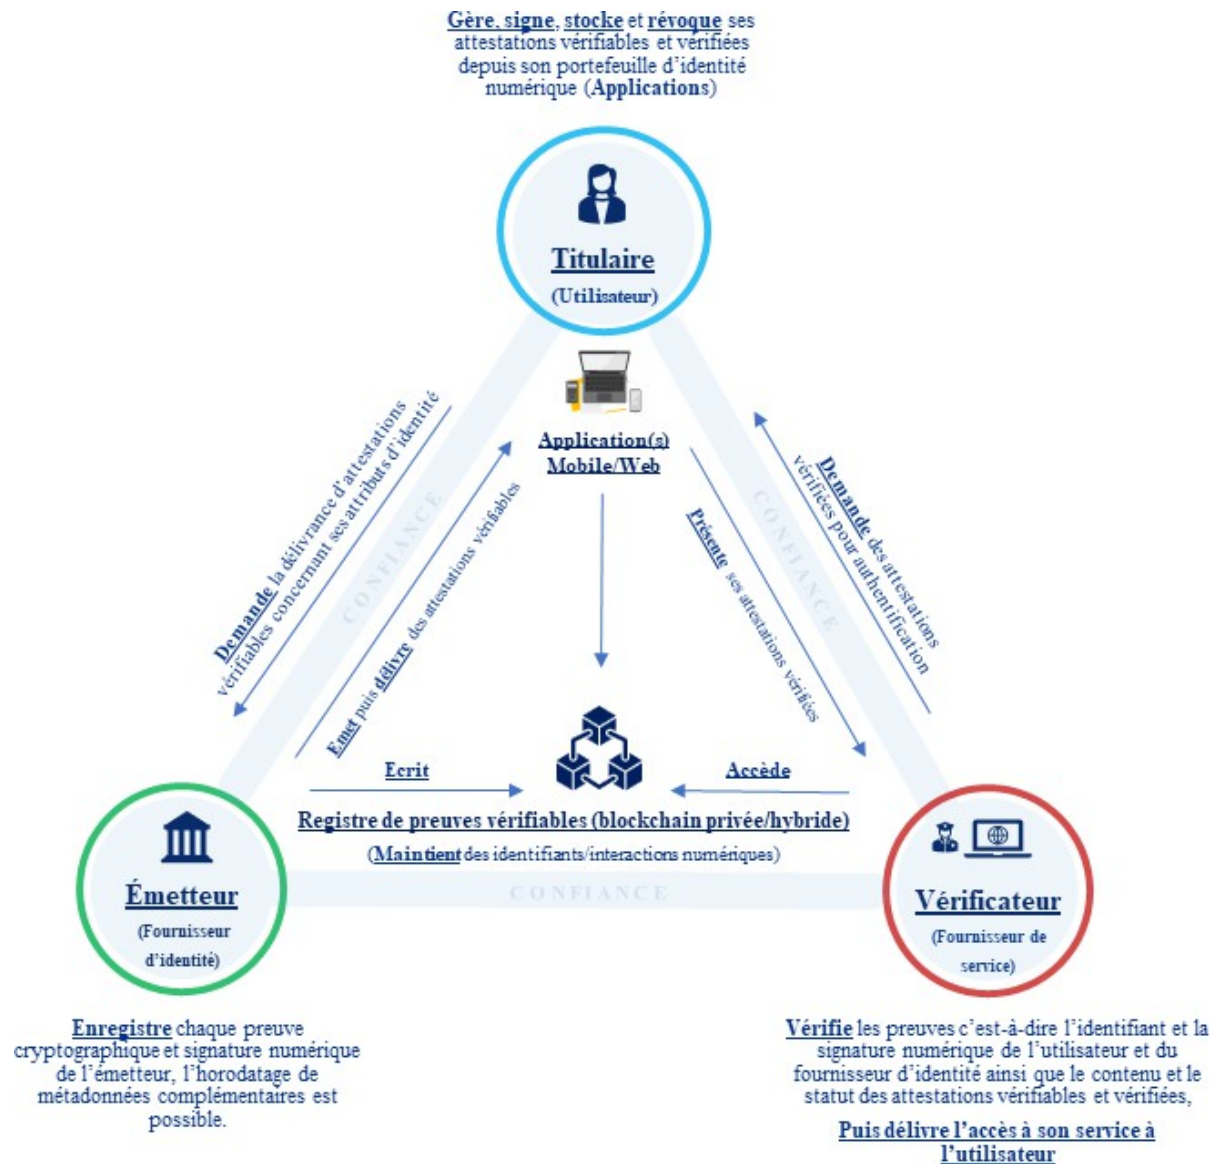 Gère, signe, stocke et révoque ses
attestations vérifiables et vérifiées
depuis son portefeuille d'identité
numérique (Applications)
Titulaire
(Utilisateur)
Application(s)
Mobile/Web
Demande la délivrance d'attestations
vérifiables concernant ses attributs d'identité
CONFIANCE
Emet puis délivre des attestations vérifiables
Présente ses attestations vérifiées
CONFIANCE
Demande des attestations
vérifiées pour authentification
Ecrit
Accède
Registre de preuves vérifiables (blockchain privée/hybride)
(Maintient des identifiants/interactions numériques)
CONFIANCE
Émetteur
(Fournisseur
d'identité)
Vérificateur
(Fournisseur de
service)
Enregistre chaque preuve
cryptographique et signature numérique
de l'émetteur, l'horodatage de
métadonnées complémentaires est
possible.
Vérifie les preuves c'est-à-dire l'identifiant et la
signature numérique de l'utilisateur et du
fournisseur d'identité ainsi que le contenu et le
statut des attestations vérifiables et vérifiées,
Puis délivre l'accès à son service à
l'utilisateur